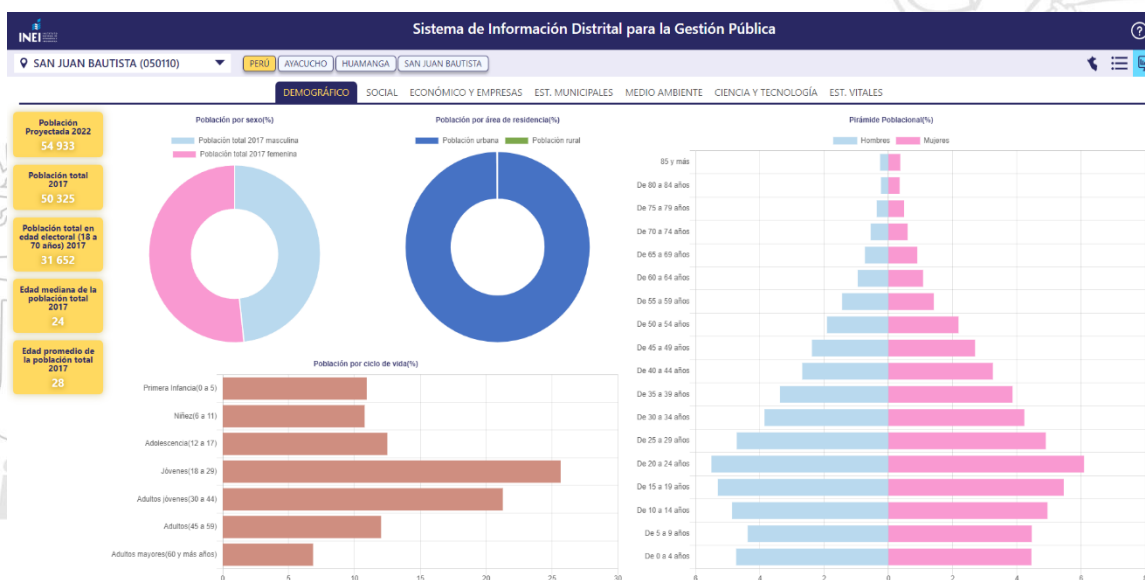 INEI
Sistema de Información Distrital para la Gestión Pública
SAN JUAN BAUTISTA (050110)
PERÚ
AYACUCHO
HUAMANGA
SAN JUAN BAUTISTA
DEMOGRÁFICO SOCIAL ECONÓMICO Y EMPRESAS EST. MUNICIPALES MEDIO AMBIENTE CIENCIA Y TECNOLOGÍA EST. VITALES
Población
Proyectada 2022
54 933
Población total
2017
50 325
Población total en
edad electoral (18 a
70 años) 2017
31 652
Edad mediana de la
población total
2017
24
Edad promedio de
la población total
2017
28
Población por sexo(%)
Población total 2017 masculina
Población total 2017 femenina
Población por área de residencia(%)
Población urbana Población rural
Población por ciclo de vida(%)
Primera Infancia(0 a 5)
Niñez(6 a 11)
Adolescencia(12 a 17)
Jóvenes(18 a 29)
Adultos jóvenes(30 a 44)
Adultos(45 a 59)
Adultos mayores(60 y más años)
0 5 10 15 20 25 30
Pirámide Poblacional(%)
Hombres Mujeres
85 y más
De 80 a 84 años
De 75 a 79 años
De 70 a 74 años
De 65 a 69 años
De 60 a 64 años
De 55 a 59 años
De 50 a 54 años
De 45 a 49 años
De 40 a 44 años
De 35 a 39 años
De 30 a 34 años
De 25 a 29 años
De 20 a 24 años
De 15 a 19 años
De 10 a 14 años
De 5 a 9 años
De 0 a 4 años
6 4 2 0 2 4 6